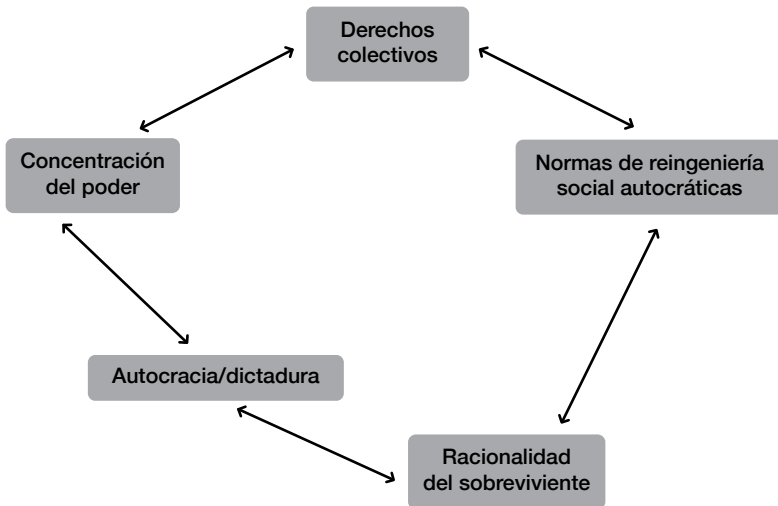 Derechos
colectivos
Concentración
del poder
Normas de reingeniería
social autocráticas
Autocracia/dictadura
Racionalidad
del sobreviviente